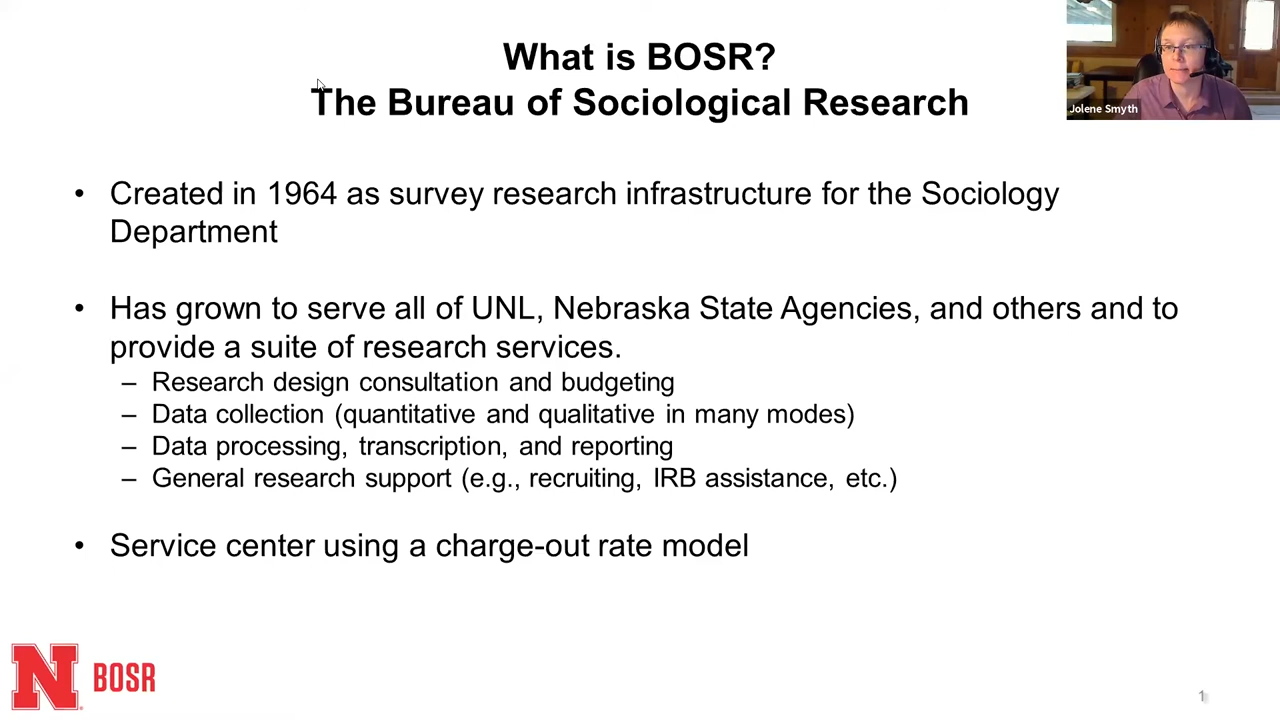 What is BOSR?
The Bureau of Sociological Research
Jolene Smyth
• Created in 1964 as survey research infrastructure for the Sociology
Department
• Has grown to serve all of UNL, Nebraska State Agencies, and others and to
provide a suite of research services.
– Research design consultation and budgeting
– Data collection (quantitative and qualitative in many modes)
– Data processing, transcription, and reporting
– General research support (e.g., recruiting, IRB assistance, etc.)
• Service center using a charge-out rate model
N BOSR
1